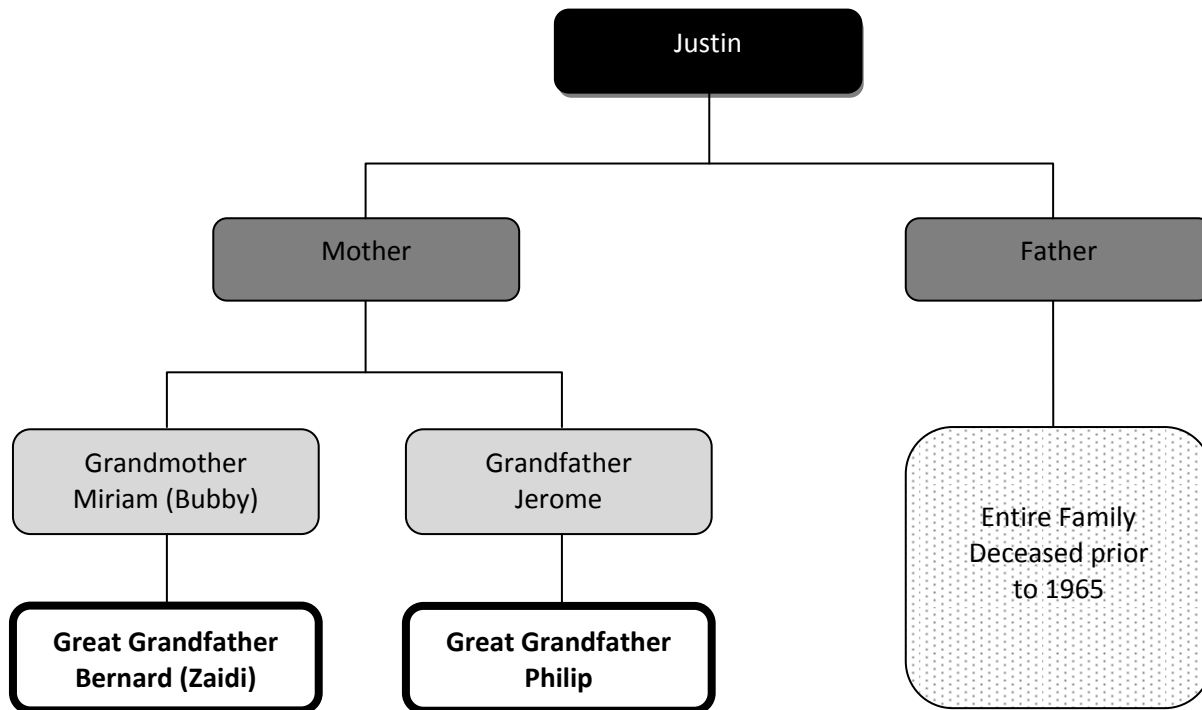 Justin
Mother
Father
Grandmother
Miriam (Bubby)
Grandfather
Jerome
Entire Family
Deceased prior
to 1965
Great Grandfather
Bernard (Zaidi)
Great Grandfather
Philip